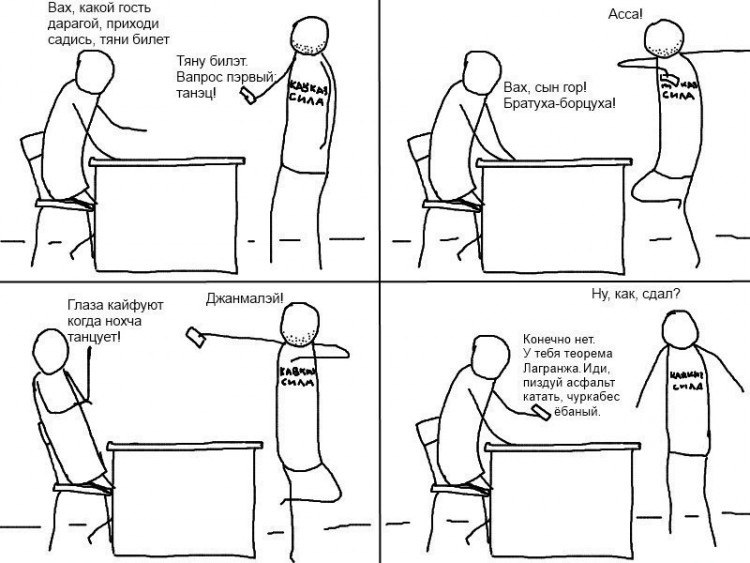 Вах, какой гость
дарагой, приходи
садись, тяни билет
Тяну билэт.
Вапрос пэрвый:
танэц!
КАВКАЗ
СИЛА
Асса!
Вах, сын гор!
Братуха-борцуха!
СИЛА
Глаза кайфуют
когда нохча
танцует!
Джанмалэй!
КАВКАЗ
СИЛА
Ну, как, сдал?
Конечно нет.
У тебя теорема
Лагранжа. Иди,
пиздуй асфальт
катать, чуркабес
ёбаный.
КАВКАЗ
СИЛА